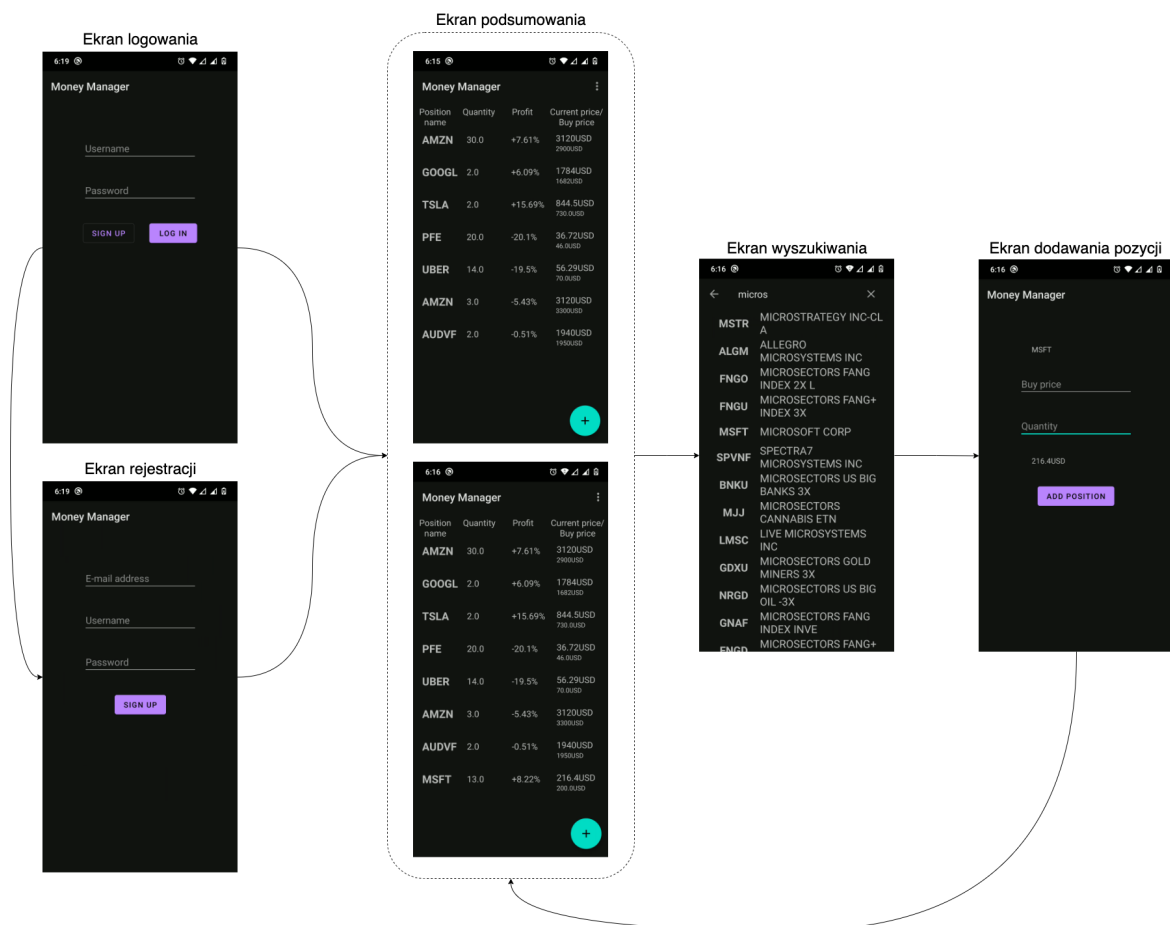 Ekran logowania
6:19
Money Manager
Username
Password
SIGN UP
LOG IN
Ekran rejestracji
6:19
Money Manager
E-mail address
Username
Password
SIGN UP
Ekran podsumowania
6:15
Money Manager
Position name Quantity Profit Current price/ Buy price
AMZN 30.0 +7.61% 3120USD
2900USD
GOOGL 2.0 +6.09% 1784USD
1682USD
TSLA 2.0 +15.69% 844.5USD
730.0USD
PFE 20.0 -20.1% 36.72USD
46.0USD
UBER 14.0 -19.5% 56.29USD
70.0USD
AMZN 3.0 -5.43% 3120USD
3300USD
AUDVF 2.0 -0.51% 1940USD
1950USD
+
6:16
Money Manager
Position name Quantity Profit Current price/ Buy price
AMZN 30.0 +7.61% 3120USD
2900USD
GOOGL 2.0 +6.09% 1784USD
1682USD
TSLA 2.0 +15.69% 844.5USD
730.0USD
PFE 20.0 -20.1% 36.72USD
46.0USD
UBER 14.0 -19.5% 56.29USD
70.0USD
AMZN 3.0 -5.43% 3120USD
3300USD
AUDVF 2.0 -0.51% 1940USD
1950USD
MSFT 13.0 +8.22% 216.4USD
200.0USD
+
Ekran wyszukiwania
6:16
micros
MSTR MICROSTRATEGY INC-CL
A
ALGM ALLEGRO
MICROSYSTEMS INC
FNGO MICROSECTORS FANG
INDEX 2X L
FNGU MICROSECTORS FANG+
INDEX 3X
MSFT MICROSOFT CORP
SPVNF SPECTRA7
MICROSYSTEMS INC
BNKU MICROSECTORS US BIG
BANKS 3X
MJJ MICROSECTORS
CANNABIS ETN
LMSC LIVE MICROSYSTEMS
INC
GDXU MICROSECTORS GOLD
MINERS 3X
NRGD MICROSECTORS US BIG
OIL -3X
GNAF MICROSECTORS FANG
INDEX INVE
FNGD MICROSECTORS FANG+
Ekran dodawania pozycji
6:16
Money Manager
MSFT
Buy price
Quantity
216.4USD
ADD POSITION